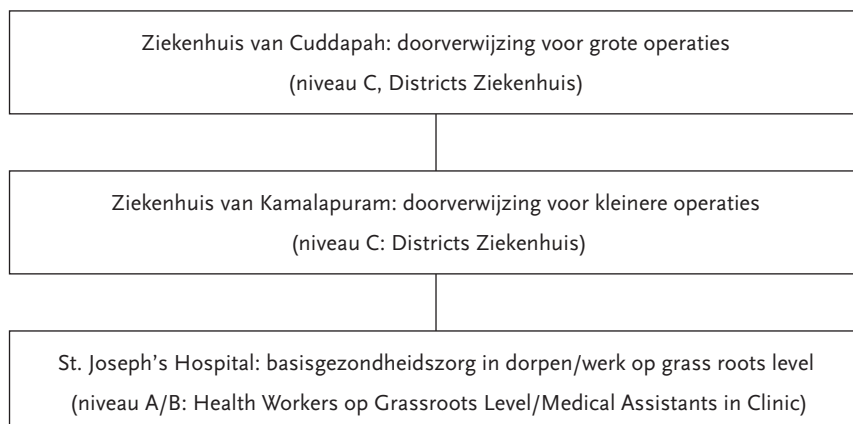 Ziekenhuis van Cuddapah: doorverwijzing voor grote operaties
(niveau C, Districts Ziekenhuis)
Ziekenhuis van Kamalapuram: doorverwijzing voor kleinere operaties
(niveau C: Districts Ziekenhuis)
St. Joseph’s Hospital: basisgezondheidszorg in dorpen/werk op grass roots level
(niveau A/B: Health Workers op Grassroots Level/Medical Assistants in Clinic)